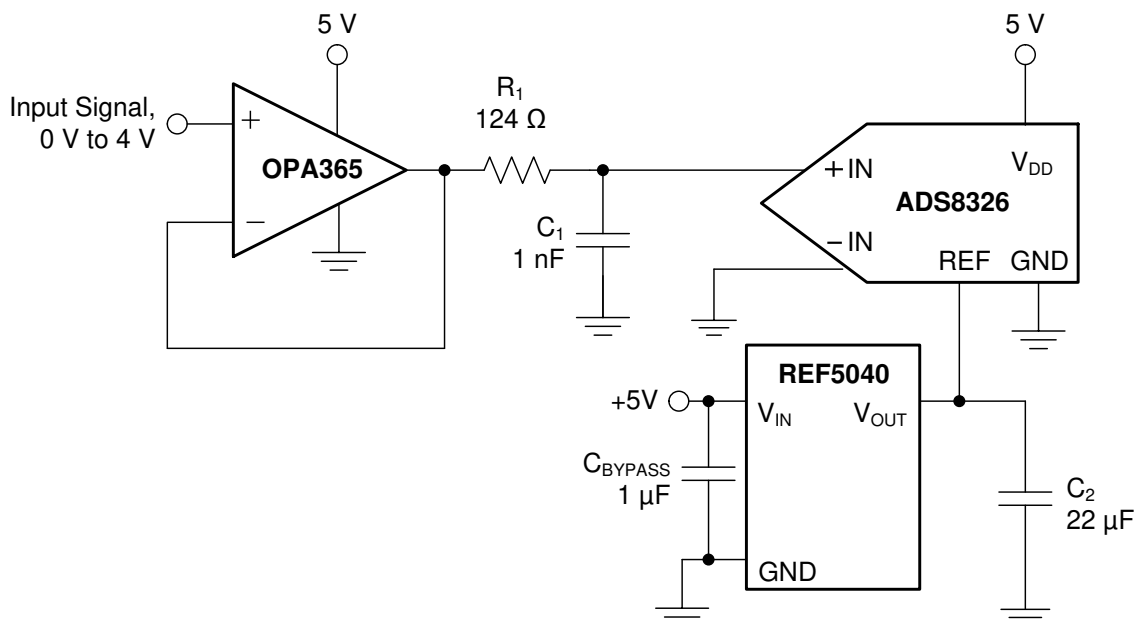 5 V
5 V
Input Signal,
0 V to 4 V
+
−
OPA365
R1
124 Ω
C1
1 nF
+IN
−IN
VDD
ADS8326
REF
GND
REF5040
+5V
VIN
VOUT
GND
CBYPASS
1 µF
C2
22 µF